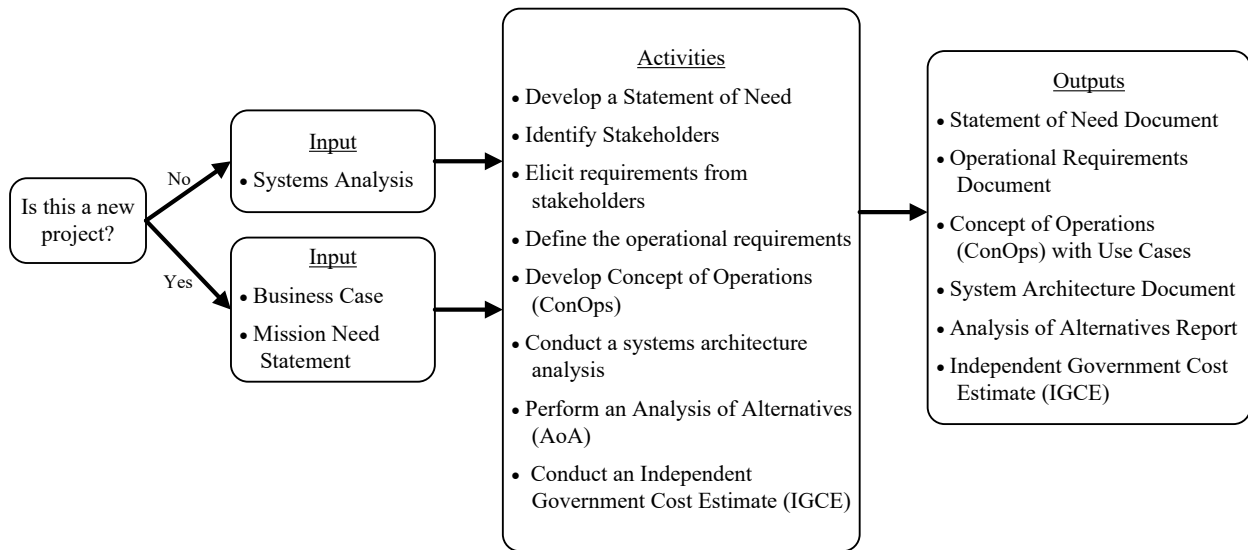 Is this a new
project?
No
Yes
Input
• Systems Analysis
Input
• Business Case
• Mission Need
Statement
Activities
• Develop a Statement of Need
• Identify Stakeholders
• Elicit requirements from
stakeholders
• Define the operational requirements
• Develop Concept of Operations
(ConOps)
• Conduct a systems architecture
analysis
• Perform an Analysis of Alternatives
(AoA)
• Conduct an Independent
Government Cost Estimate (IGCE)
Outputs
• Statement of Need Document
• Operational Requirements
Document
• Concept of Operations
(ConOps) with Use Cases
• System Architecture Document
• Analysis of Alternatives Report
• Independent Government Cost
Estimate (IGCE)